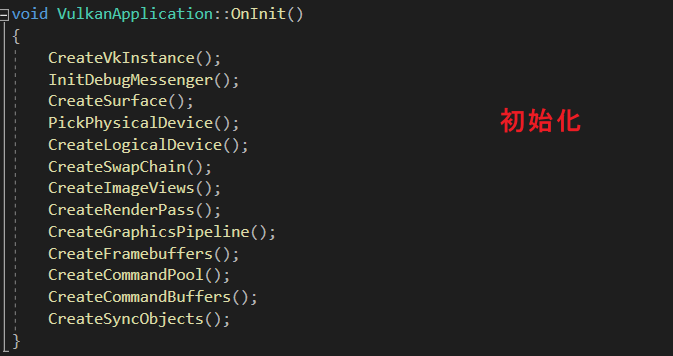 void VulkanApplication::OnInit()
{
CreateVkInstance();
InitDebugMessenger();
CreateSurface();
PickPhysicalDevice();
初始化
CreateLogicalDevice();
CreateSwapChain();
CreateImageViews();
CreateRenderPass();
CreateGraphicsPipeline();
CreateFramebuffers();
CreateCommandPool();
CreateCommandBuffers();
CreateSyncObjects();
}